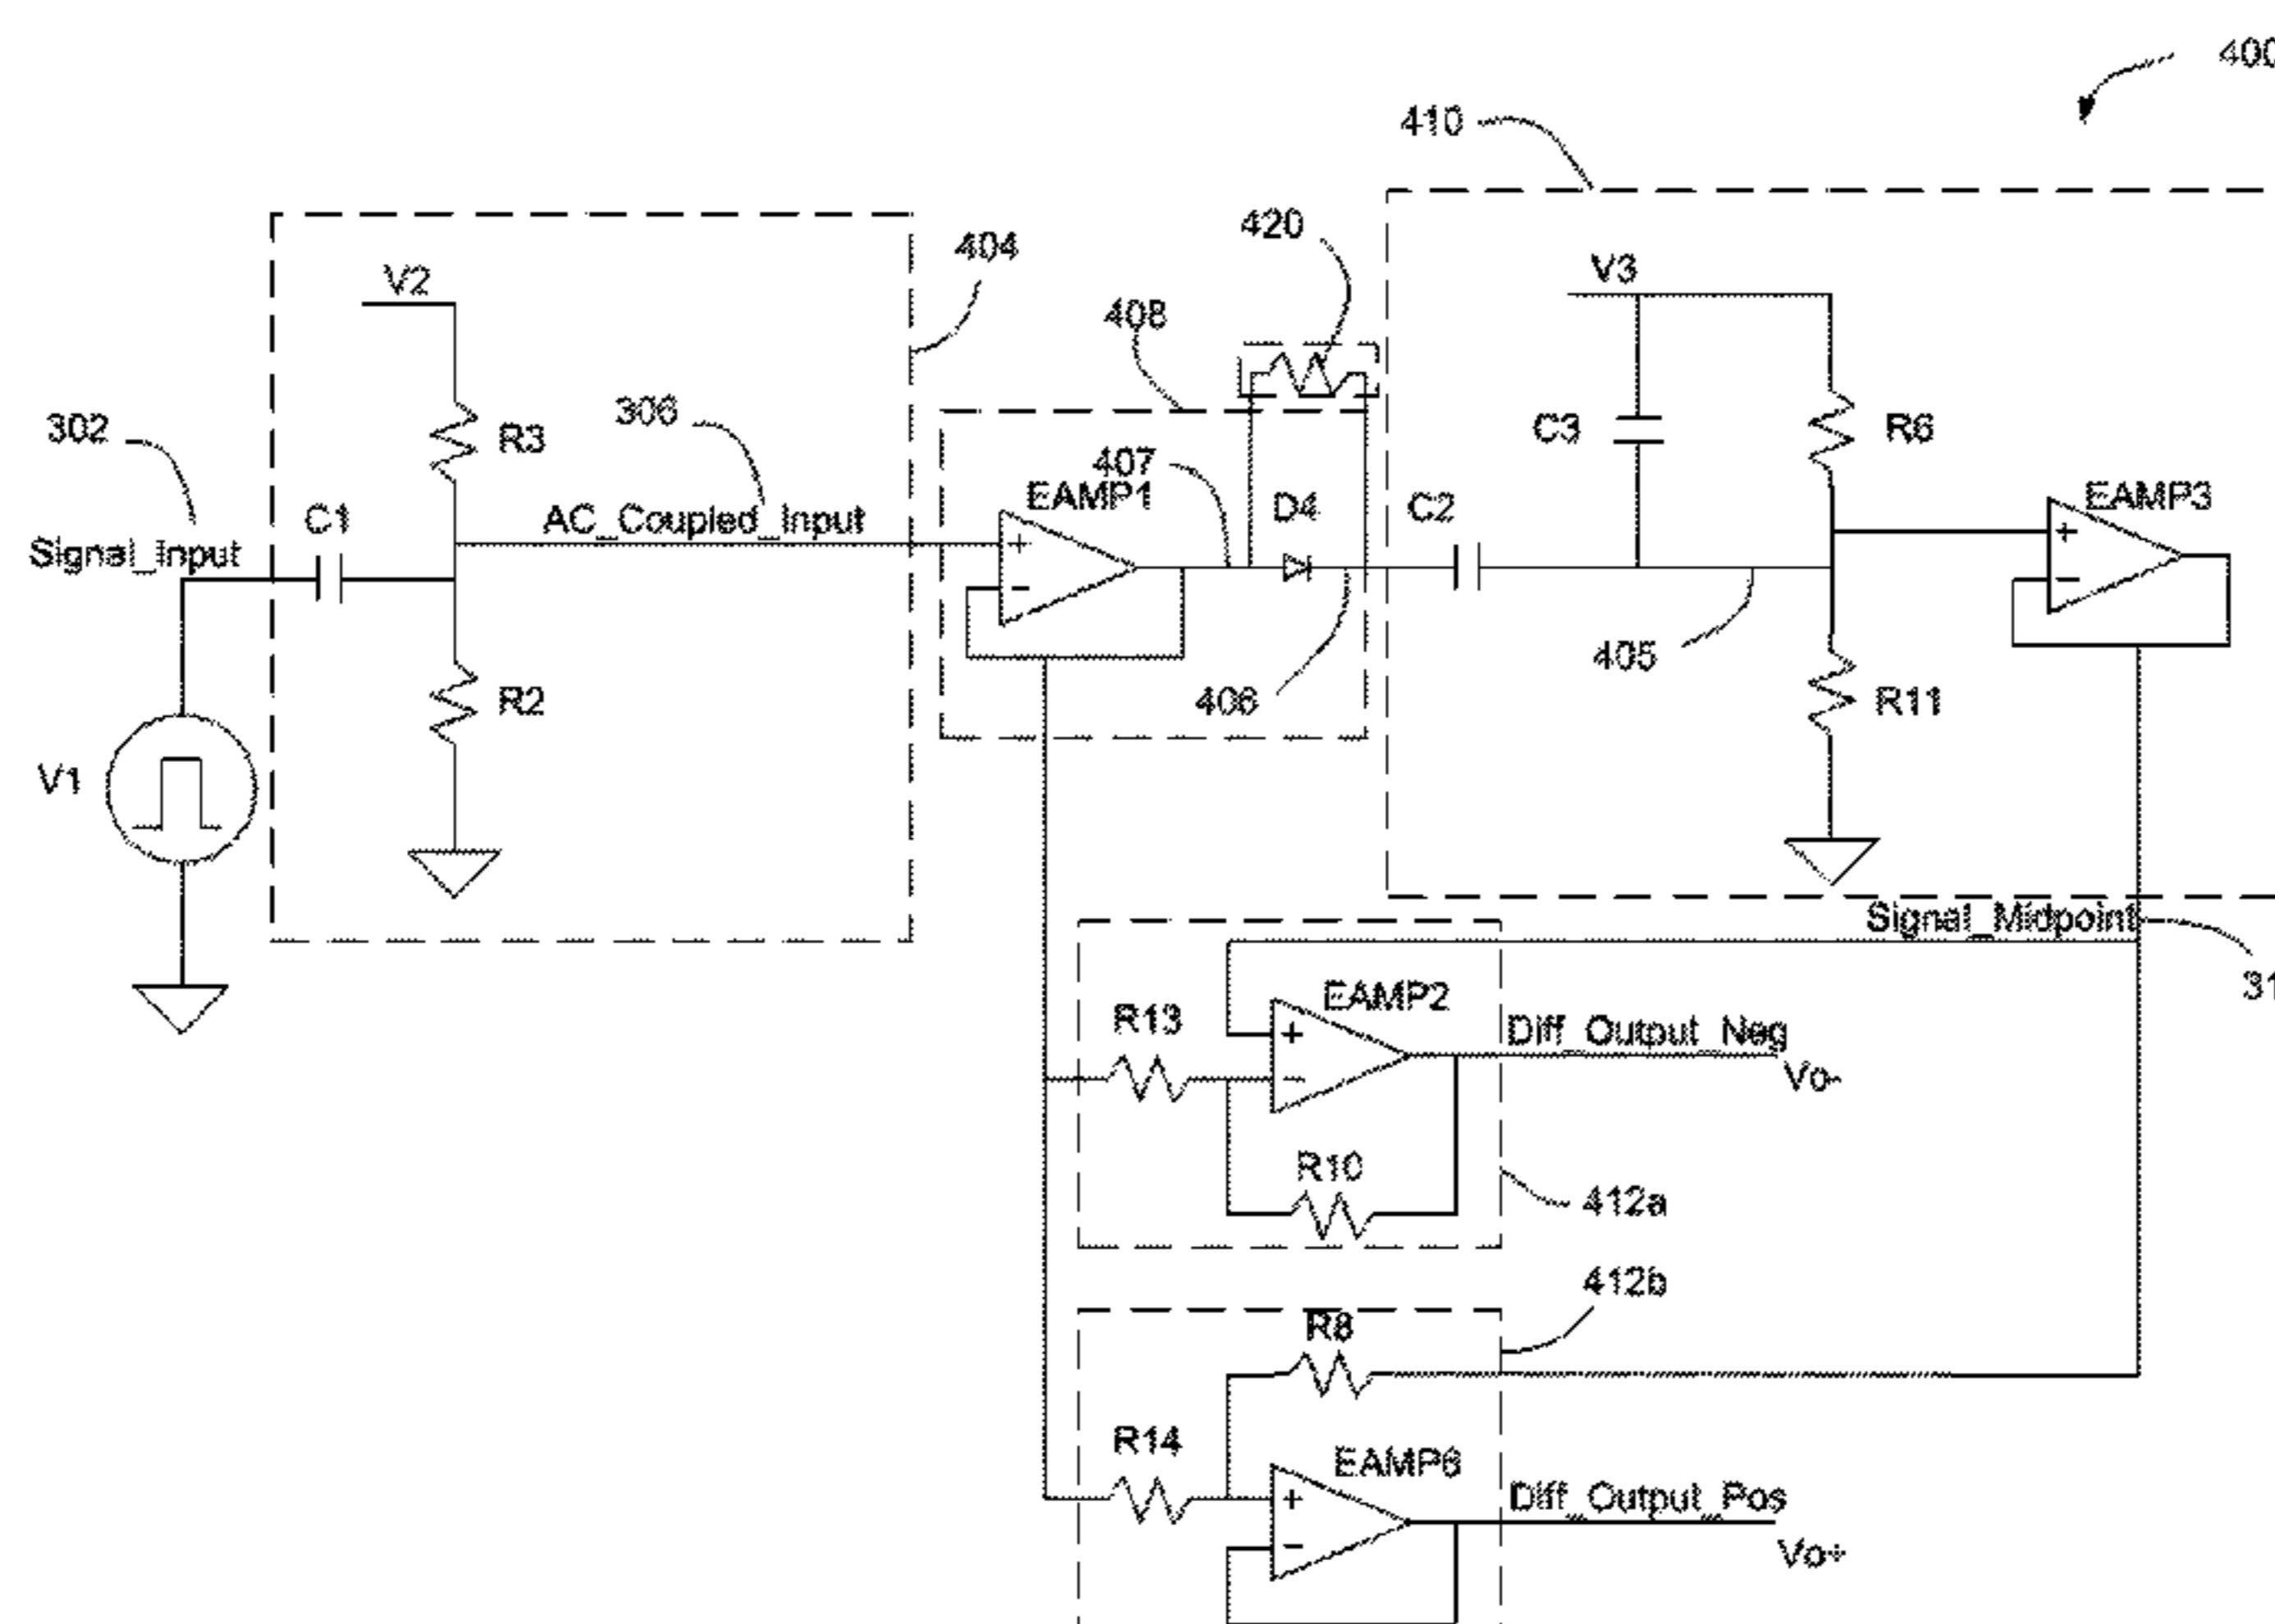 400
410
420
404
V2
V3
408
302
306
R3
C3
R6
407
Signal_Input
C1
AC_Coupled_Input
EAMP1
D4
C2
EAMP3
+
-
+
-
405
406
R2
R11
V1
Signal_Midpoint
31
EAMP2
R13
+
-
Diff_Output_Neg
Vo-
R10
412a
412b
R8
R14
EAMP6
+
-
Diff_Output_Pos
Vo+